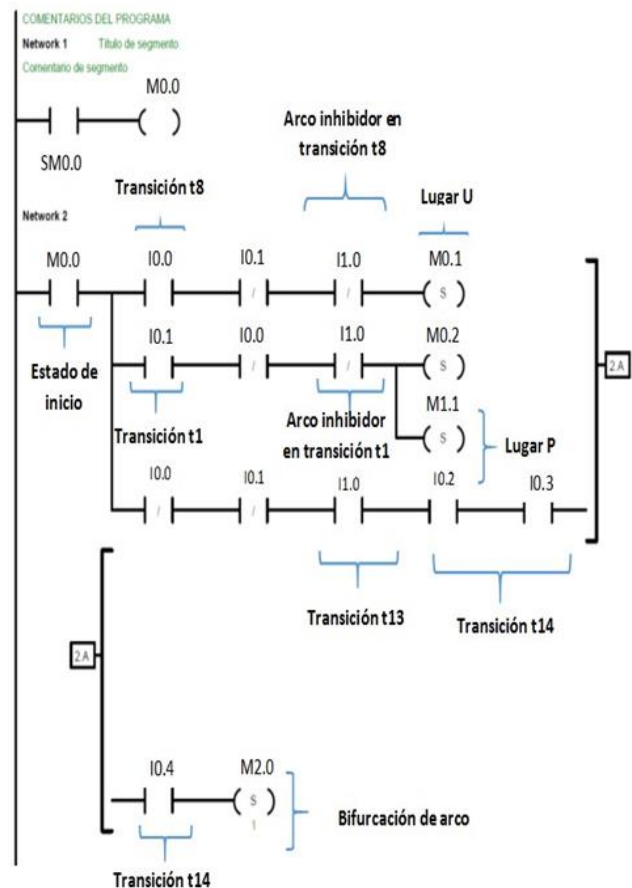 COMENTARIOS DEL PROGRAMA
Network 1 Título de segmento
Comentario de segmento
M0.0
SM0.0
Arco inhibidor en
transición t8
Transición t8
Lugar U
Network 2
M0.0 I0.0 I0.1 I1.0 M0.1
/ / S
Estado de
inicio
I0.1 I0.0 I1.0 M0.2
/ / S
M1.1
S
Transición t1
Arco inhibidor
en transición t1
Lugar P
2.A
I0.0 I0.1 I1.0 I0.2 I0.3
/ /
Transición t13
Transición t14
2.A
I0.4 M2.0
S
1
Bifurcación de arco
Transición t14